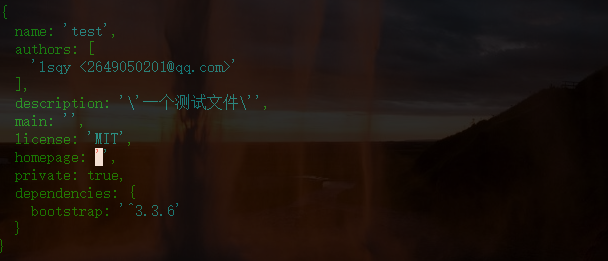 {
  name: 'test',
  authors: [
    'lsqy <2649050201@qq.com>'
  ],
  description: '\'一个测试文件\'',
  main: '',
  license: 'MIT',
  homepage: '',
  private: true,
  dependencies: {
    bootstrap: '^3.3.6'
  }
}